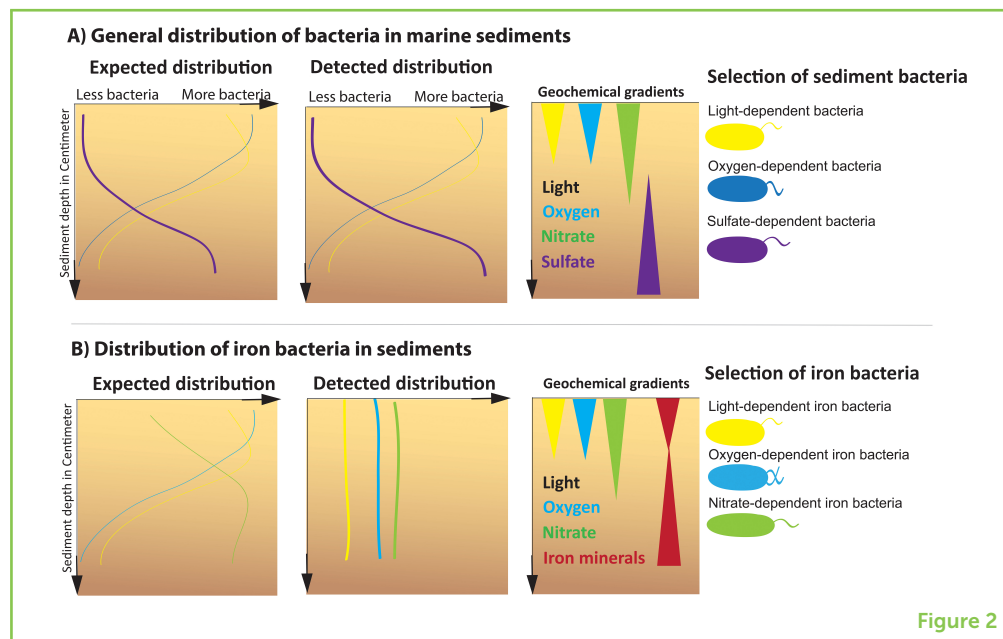 A) General distribution of bacteria in marine sediments
Expected distribution
Detected distribution
Less bacteria
More bacteria
Less bacteria
More bacteria
Sediment depth in Centimeter
Geochemical gradients
Light
Oxygen
Nitrate
Sulfate
Selection of sediment bacteria
Light-dependent bacteria
Oxygen-dependent bacteria
Sulfate-dependent bacteria
B) Distribution of iron bacteria in sediments
Expected distribution
Detected distribution
Sediment depth in Centimeter
Geochemical gradients
Light
Oxygen
Nitrate
Iron minerals
Selection of iron bacteria
Light-dependent iron bacteria
Oxygen-dependent iron bacteria
Nitrate-dependent iron bacteria
Figure 2